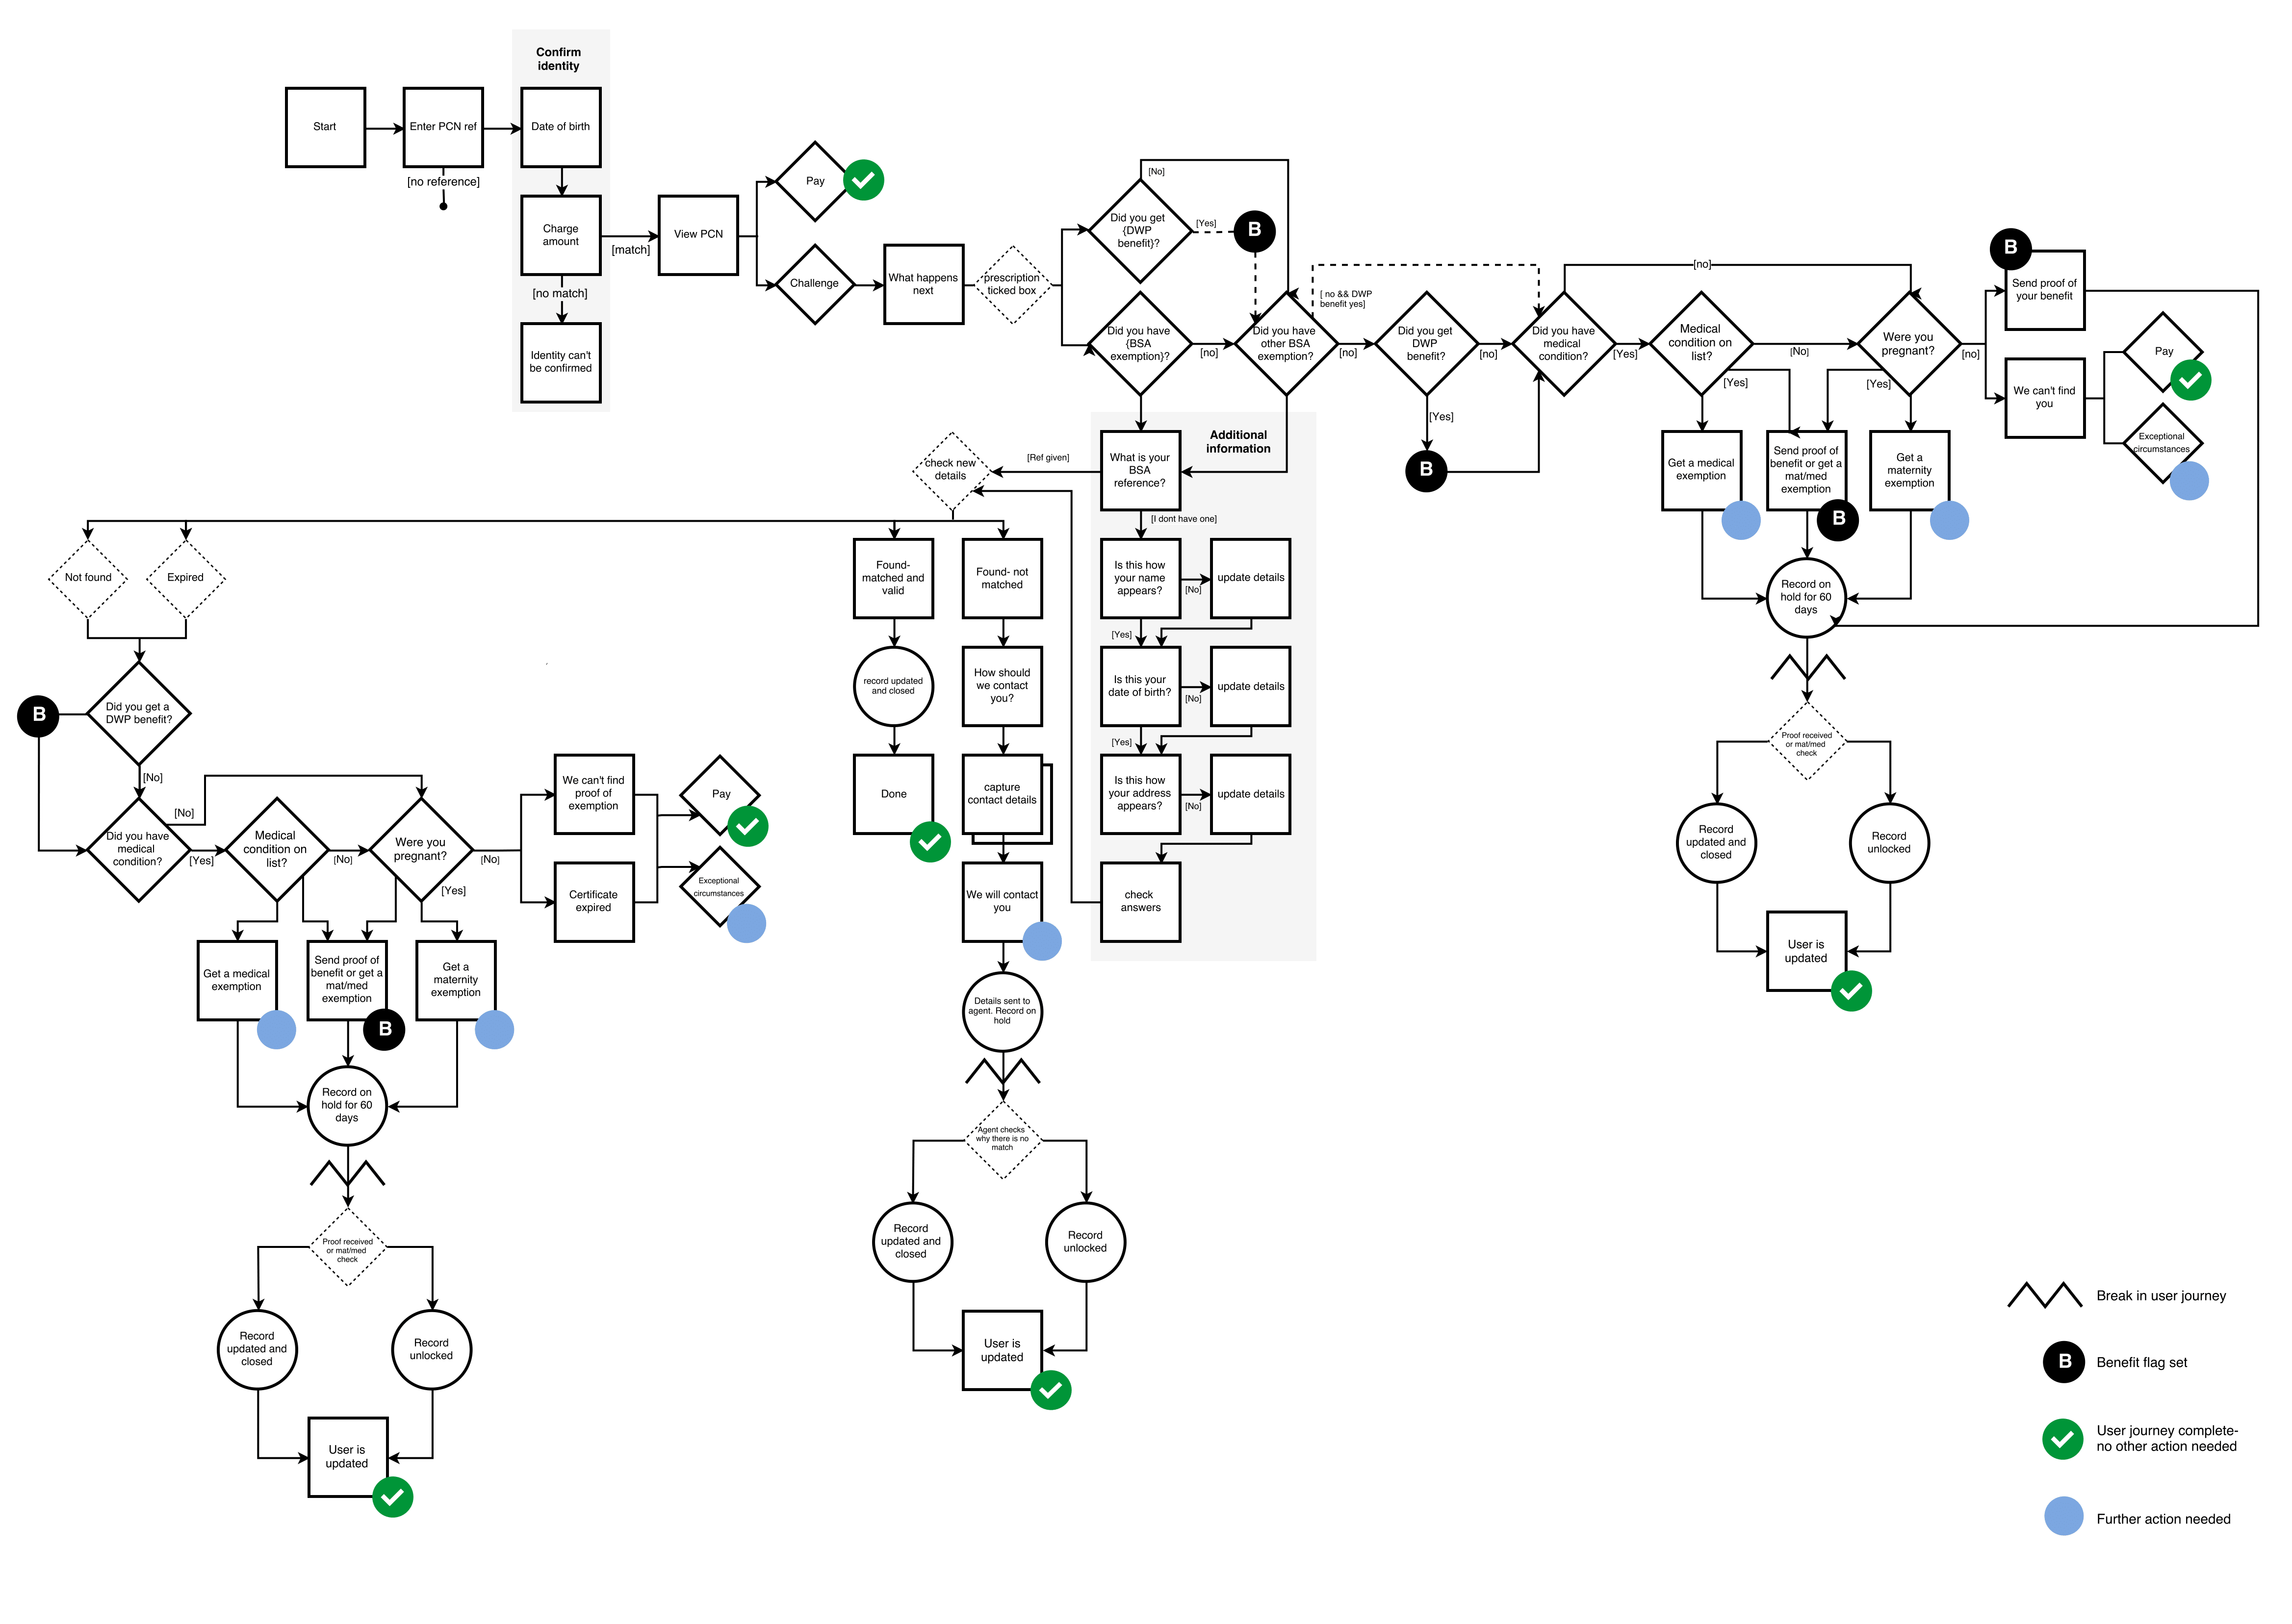 Confirm
identity
Start
Enter PCN ref
Date of birth
[no reference]
Charge
amount
[match]
[no match]
Identity can't
be confirmed
View PCN
Pay
Challenge
What happens
next
prescription
ticked box
Did you get
{DWP
benefit}?
[No]
[Yes]
B
Did you have
{BSA
exemption}?
[no]
Did you have
other BSA
exemption?
[ no && DWP
benefit yes]
[no]
Did you get
DWP
benefit?
[no]
[Yes]
B
Did you have
medical
condition?
[no]
[Yes]
Medical
condition on
list?
[No]
[Yes]
Were you
pregnant?
[Yes]
[no]
B
Send proof of
your benefit
We can't find
you
Pay
Exceptional
circumstances
Get a medical
exemption
Send proof of
benefit or get a
mat/med
exemption
B
Get a
maternity
exemption
Record on
hold for 60
days
Proof received
or mat/med
check
Record
updated and
closed
Record
unlocked
User is
updated
Additional
information
What is your
BSA
reference?
[Ref given]
[I dont have one]
check new
details
Is this how
your name
appears?
[No]
update details
[Yes]
Is this your
date of birth?
[No]
update details
[Yes]
Is this how
your address
appears?
[No]
update details
check
answers
Not found
Expired
Found-
matched and
valid
record updated
and closed
Done
Found- not
matched
How should
we contact
you?
capture
contact details
We will contact
you
Details sent to
agent. Record on
hold
Agent checks
why there is no
match
Record
updated and
closed
Record
unlocked
User is
updated
B
Did you get a
DWP benefit?
[No]
Did you have
medical
condition?
[No]
[Yes]
Medical
condition on
list?
[No]
Were you
pregnant?
[No]
[Yes]
We can't find
proof of
exemption
Certificate
expired
Pay
Exceptional
circumstances
Get a medical
exemption
Send proof of
benefit or get a
mat/med
exemption
B
Get a
maternity
exemption
Record on
hold for 60
days
Proof received
or mat/med
check
Record
updated and
closed
Record
unlocked
User is
updated
Break in user journey
B
Benefit flag set
User journey complete-
no other action needed
Further action needed